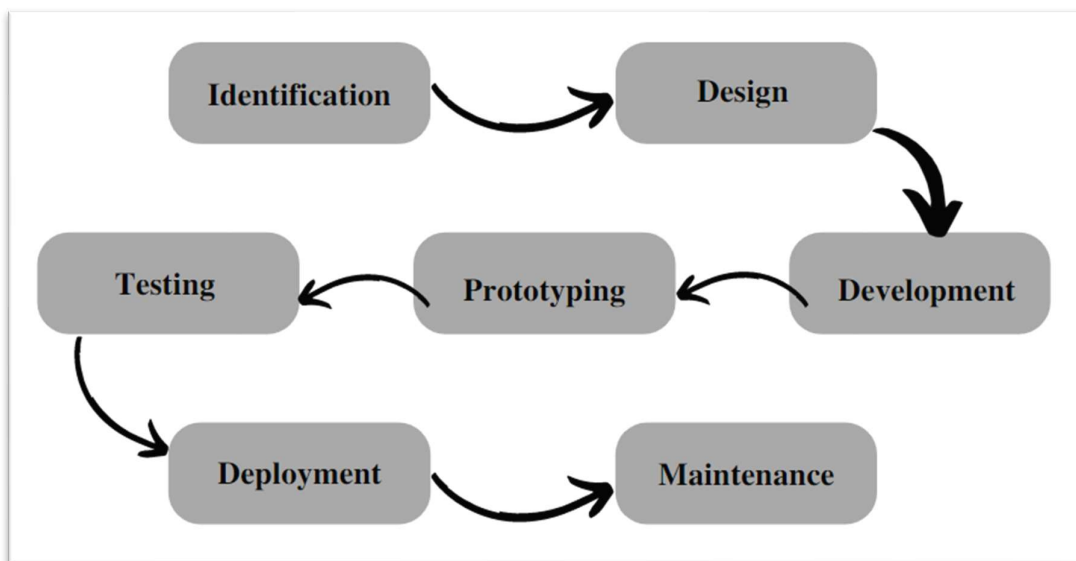 Identification
Design
Development
Prototyping
Testing
Deployment
Maintenance